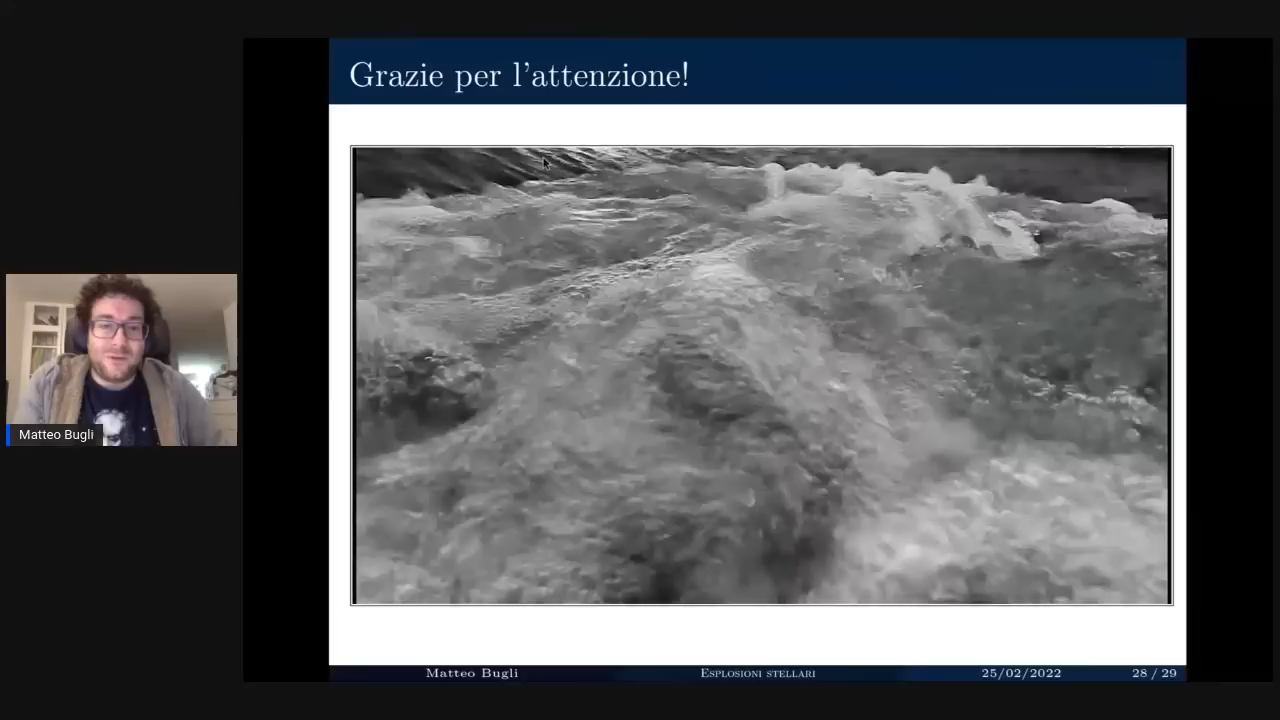 Grazie per l'attenzione!
Matteo Bugli
Matteo Bugli
Esplosioni stellari
25/02/2022
28 / 29